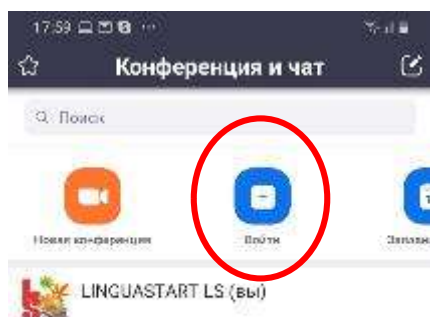 17:59
Конференция и чат
Поиск
Новая конференция
Войти
LINGUASTART LS (вы)